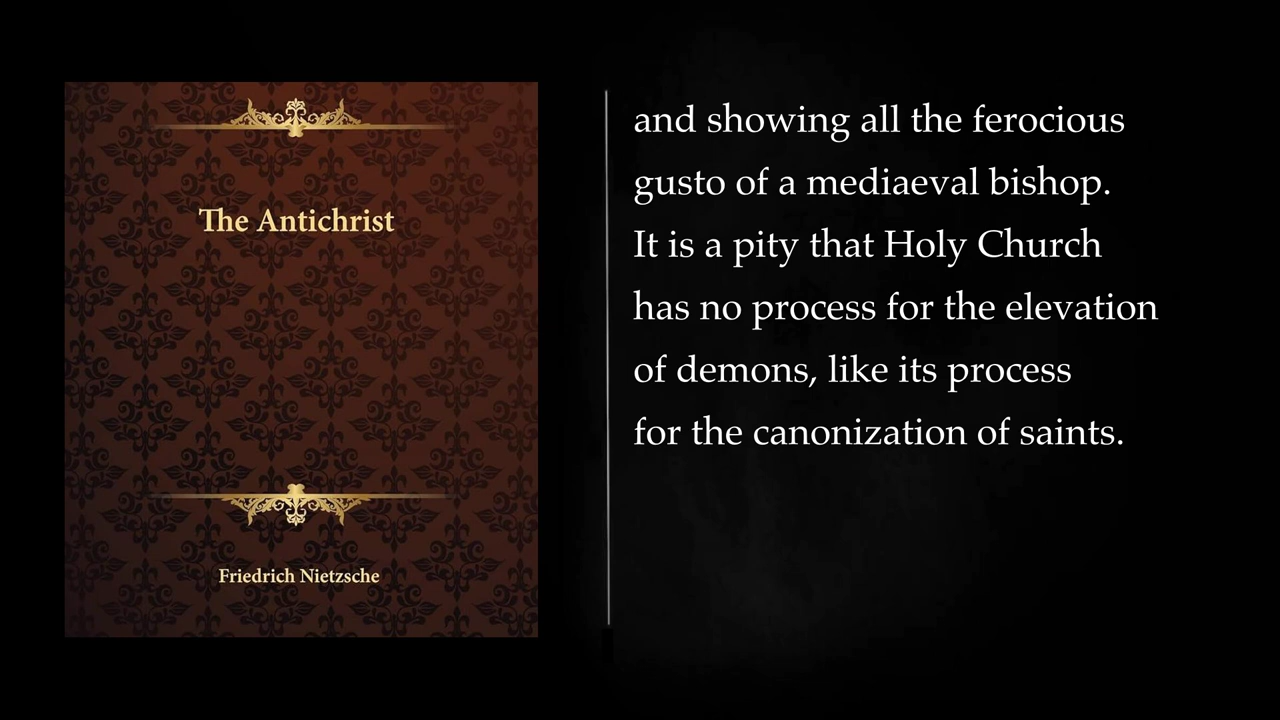 The Antichrist
Friedrich Nietzsche
and showing all the ferocious
gusto of a mediaeval bishop.
It is a pity that Holy Church
has no process for the elevation
of demons, like its process
for the canonization of saints.